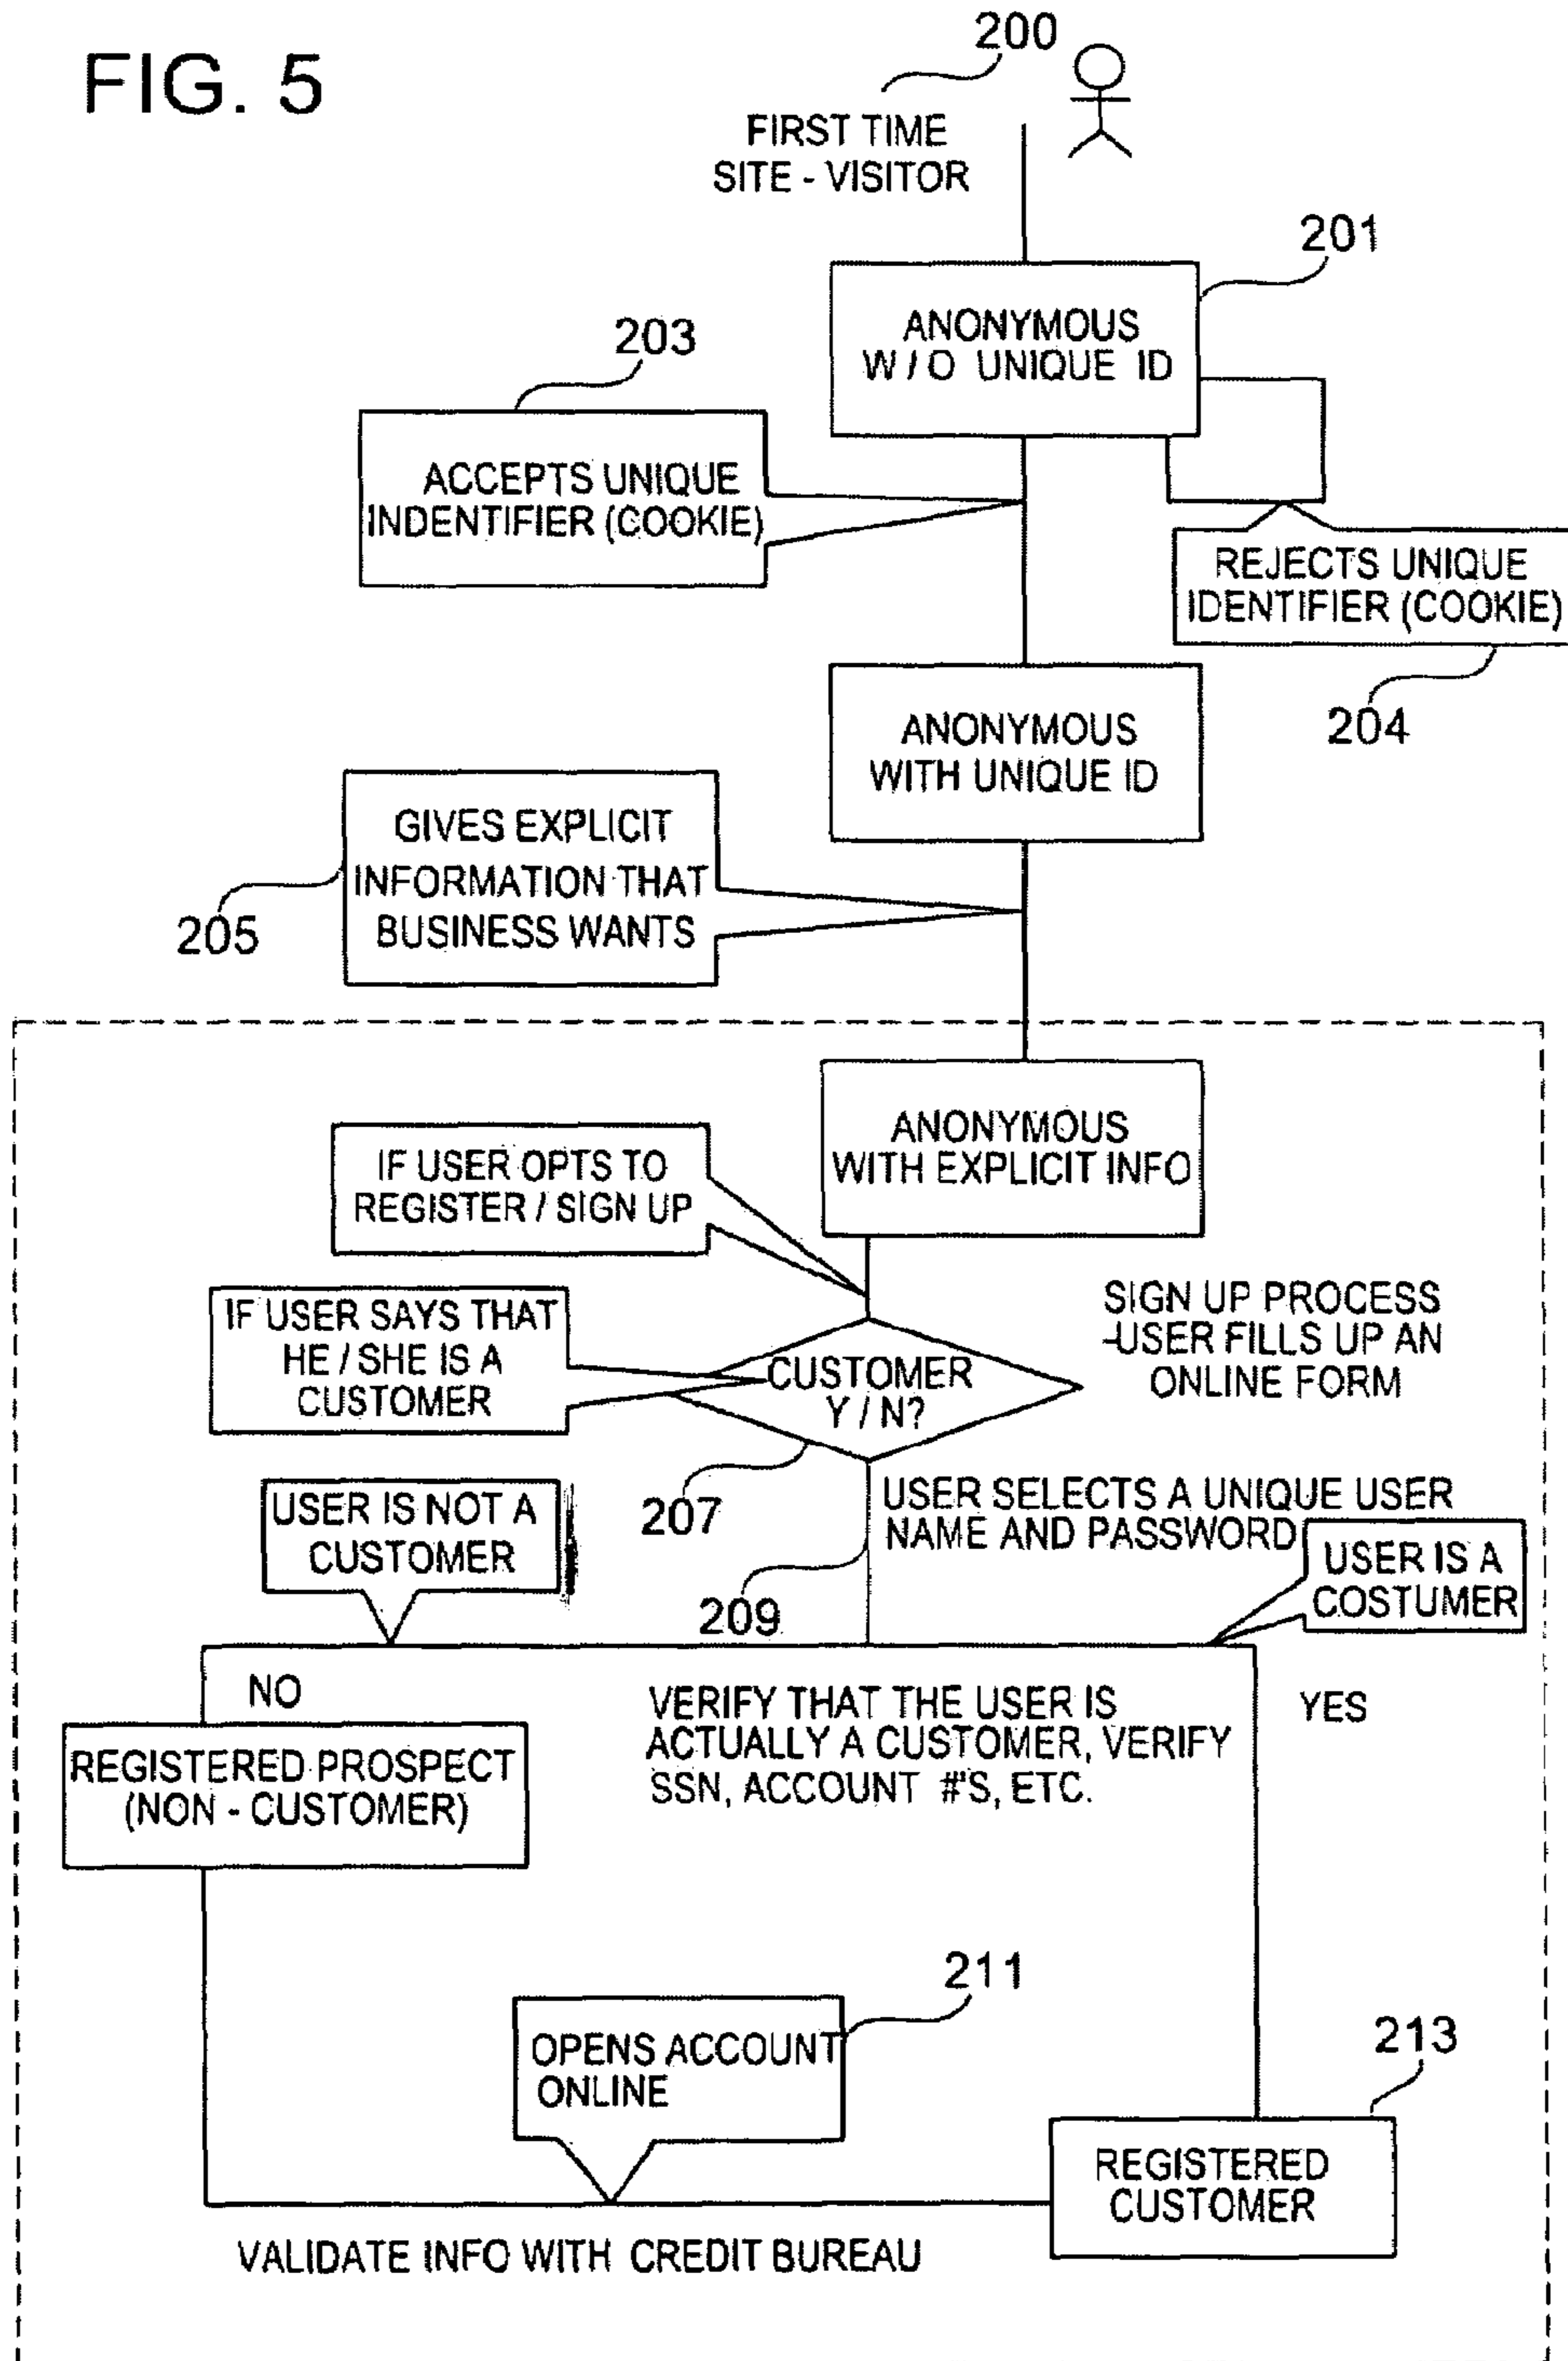 FIG. 5
200
FIRST TIME
SITE - VISITOR
201
ANONYMOUS
W / O UNIQUE ID
203
ACCEPTS UNIQUE
INDENTIFIER (COOKIE)
REJECTS UNIQUE
IDENTIFIER (COOKIE)
204
ANONYMOUS
WITH UNIQUE ID
GIVES EXPLICIT
INFORMATION THAT
BUSINESS WANTS
205
ANONYMOUS
WITH EXPLICIT INFO
IF USER OPTS TO
REGISTER / SIGN UP
IF USER SAYS THAT
HE / SHE IS A
CUSTOMER
CUSTOMER
Y / N?
SIGN UP PROCESS
-USER FILLS UP AN
ONLINE FORM
207
USER IS NOT A
CUSTOMER
USER SELECTS A UNIQUE USER
NAME AND PASSWORD
209
USER IS A
COSTUMER
NO
VERIFY THAT THE USER IS
ACTUALLY A CUSTOMER, VERIFY
SSN, ACCOUNT #'S, ETC.
YES
REGISTERED PROSPECT
(NON - CUSTOMER)
211
OPENS ACCOUNT
ONLINE
213
REGISTERED
CUSTOMER
VALIDATE INFO WITH CREDIT BUREAU